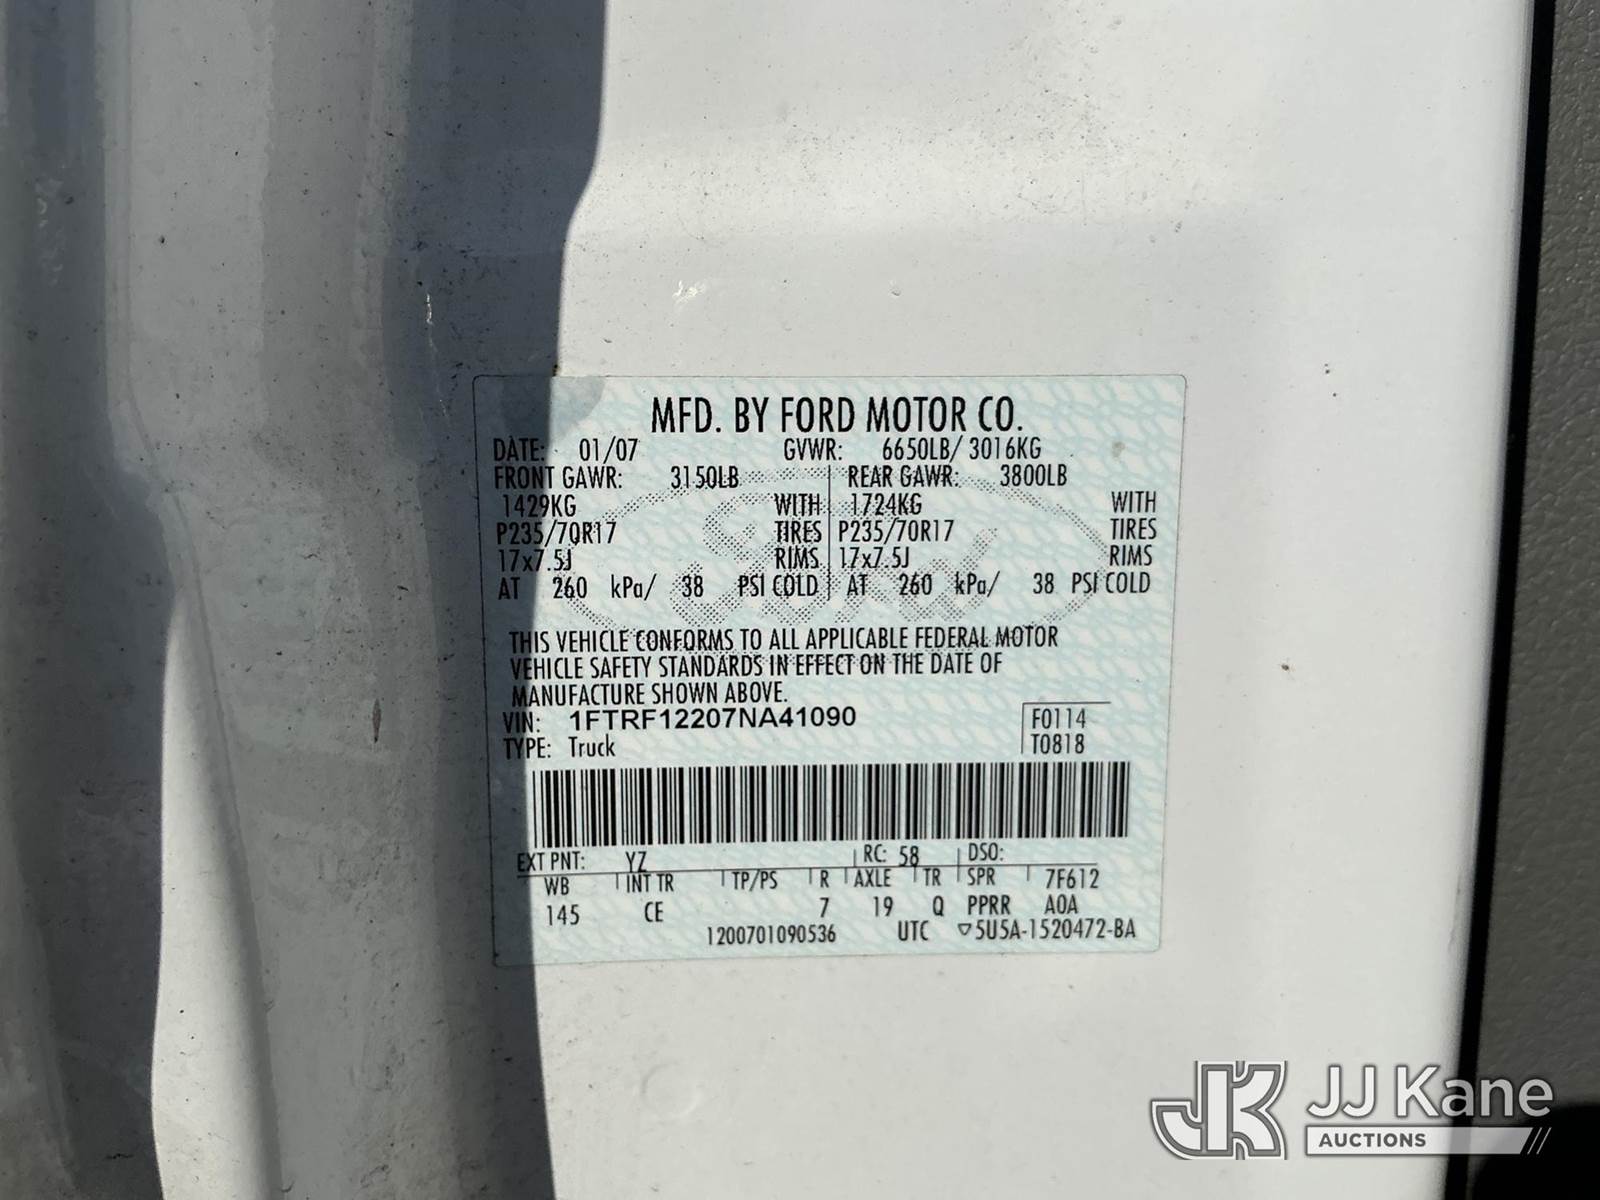 MFD. BY FORD MOTOR CO.
DATE: 01/07 GVWR: 6650LB/ 3016KG
FRONT GAWR: 3150LB REAR GAWR: 3800LB
1429KG WITH 1724KG WITH
P235/70R17 TIRES P235/70R17 TIRES
17x7.5J RIMS 17x7.5J RIMS
AT 260 kPa/ 38 PSI COLD AT 260 kPa/ 38 PSI COLD
Ford
THIS VEHICLE CONFORMS TO ALL APPLICABLE FEDERAL MOTOR
VEHICLE SAFETY STANDARDS IN EFFECT ON THE DATE OF
MANUFACTURE SHOWN ABOVE.
VIN: 1FTRF12207NA41090 F0114
TYPE: Truck T0818
EXT PNT: YZ RC: 58 DSO:
WB INT TR TP/PS R AXLE TR SPR 7F612
145 CE 7 19 Q PPRR A0A
1200701090536 UTC ▽5U5A-1520472-BA
JK JJ Kane
AUCTIONS